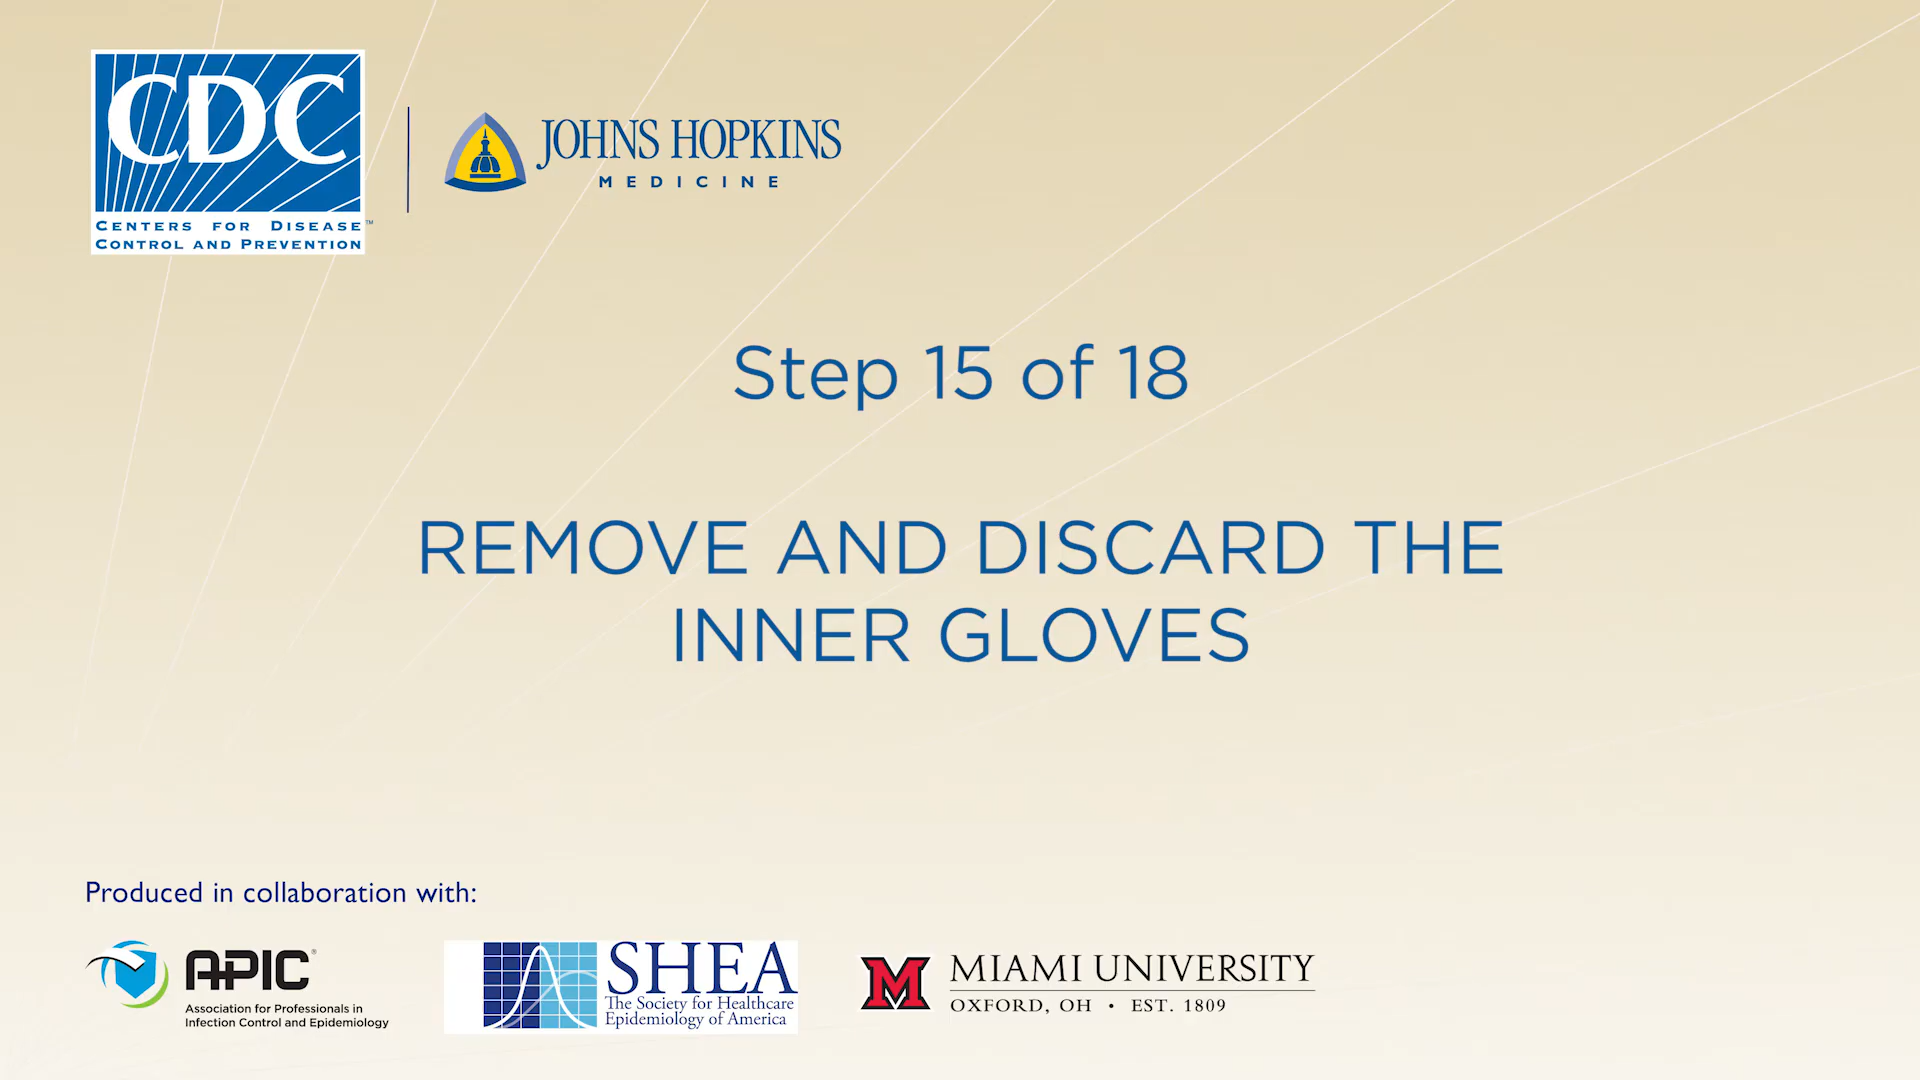 CDC
CENTERS FOR DISEASE™
CONTROL AND PREVENTION
JOHNS HOPKINS
MEDICINE
Step 15 of 18
REMOVE AND DISCARD THE
INNER GLOVES
Produced in collaboration with:
APIC®
Association for Professionals in
Infection Control and Epidemiology
SHEA
The Society for Healthcare
Epidemiology of America
M
MIAMI UNIVERSITY
OXFORD, OH • EST. 1809